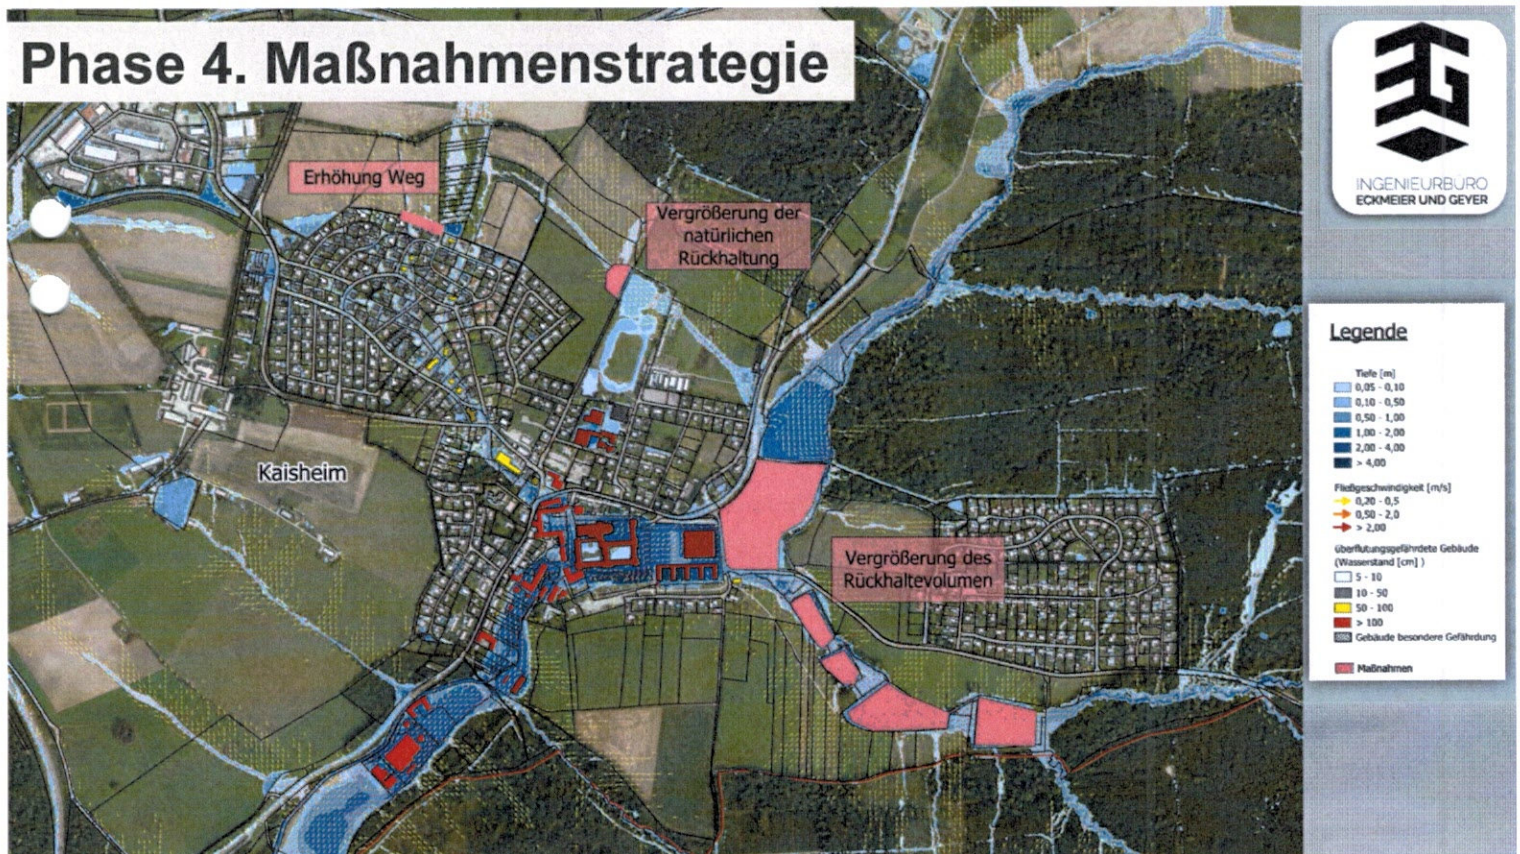 Phase 4. Maßnahmenstrategie
Erhöhung Weg
Vergrößerung der
natürlichen
Rückhaltung
Kaisheim
Vergrößerung des
Rückhaltevolumen
INGENIEURBÜRO
ECKMEIER UND GEYER
Legende
Tiefe [m]
0,05 - 0,10
0,10 - 0,50
0,50 - 1,00
1,00 - 2,00
2,00 - 4,00
> 4,00
Fließgeschwindigkeit [m/s]
0,20 - 0,5
0,50 - 2,0
> 2,00
überflutungsgefährdete Gebäude
(Wasserstand [cm] )
5 - 10
10 - 50
50 - 100
> 100
Gebäude besondere Gefährdung
Maßnahmen